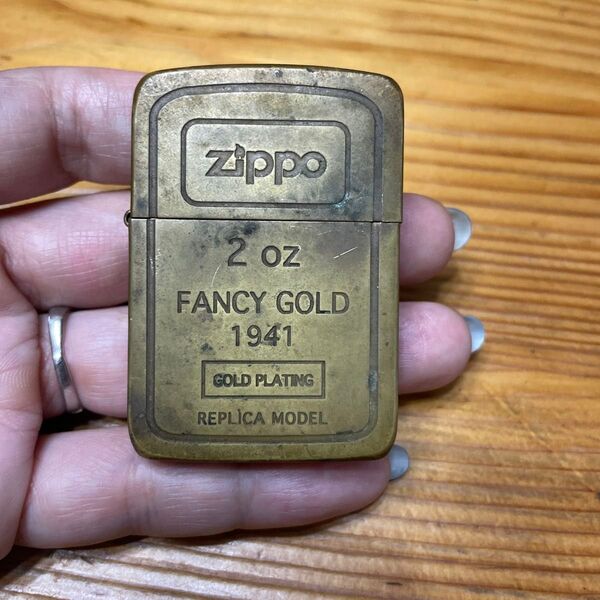 zippo
2 oz
FANCY GOLD
1941
GOLD PLATING
REPLICA MODEL